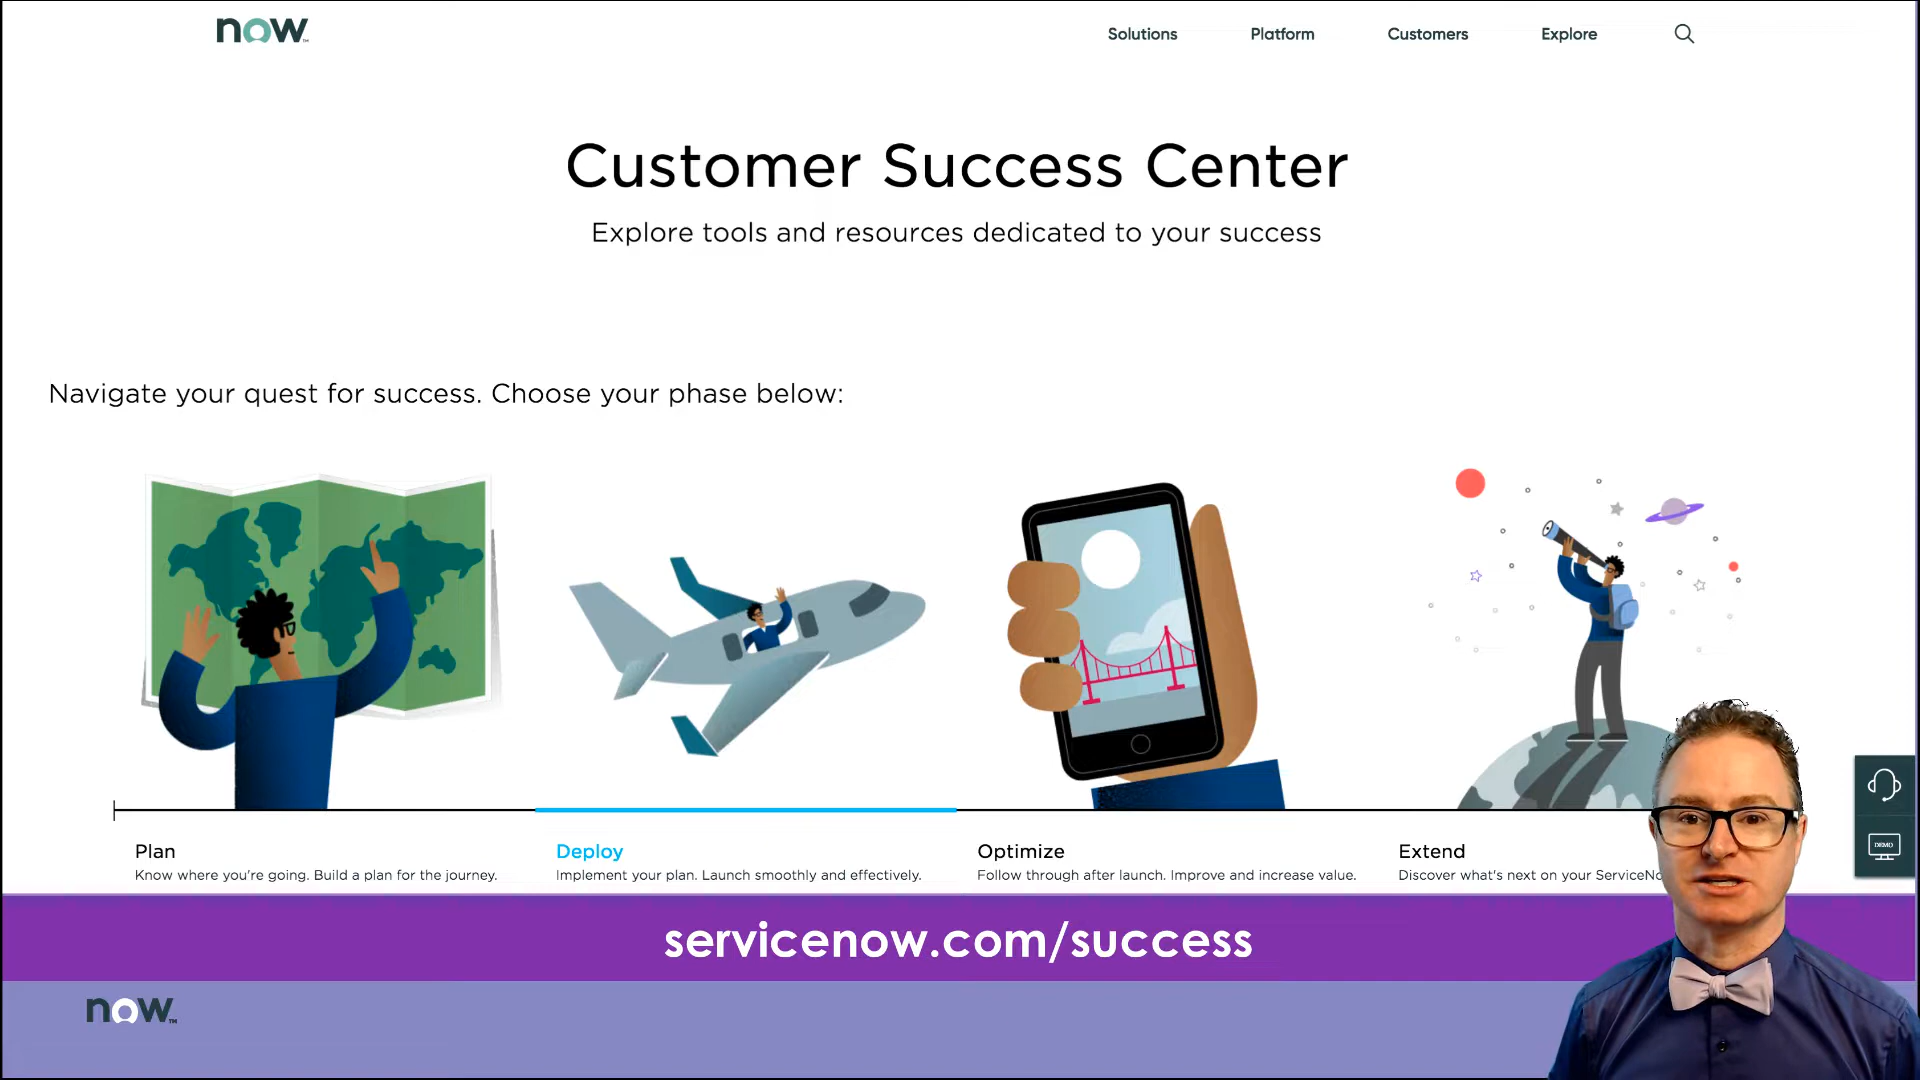 now
Solutions
Platform
Customers
Explore
Customer Success Center
Explore tools and resources dedicated to your success
Navigate your quest for success. Choose your phase below:
Plan
Know where you're going. Build a plan for the journey.
Deploy
Implement your plan. Launch smoothly and effectively.
Optimize
Follow through after launch. Improve and increase value.
Extend
Discover what's next on your
DEMO
servicenow.com/success
now